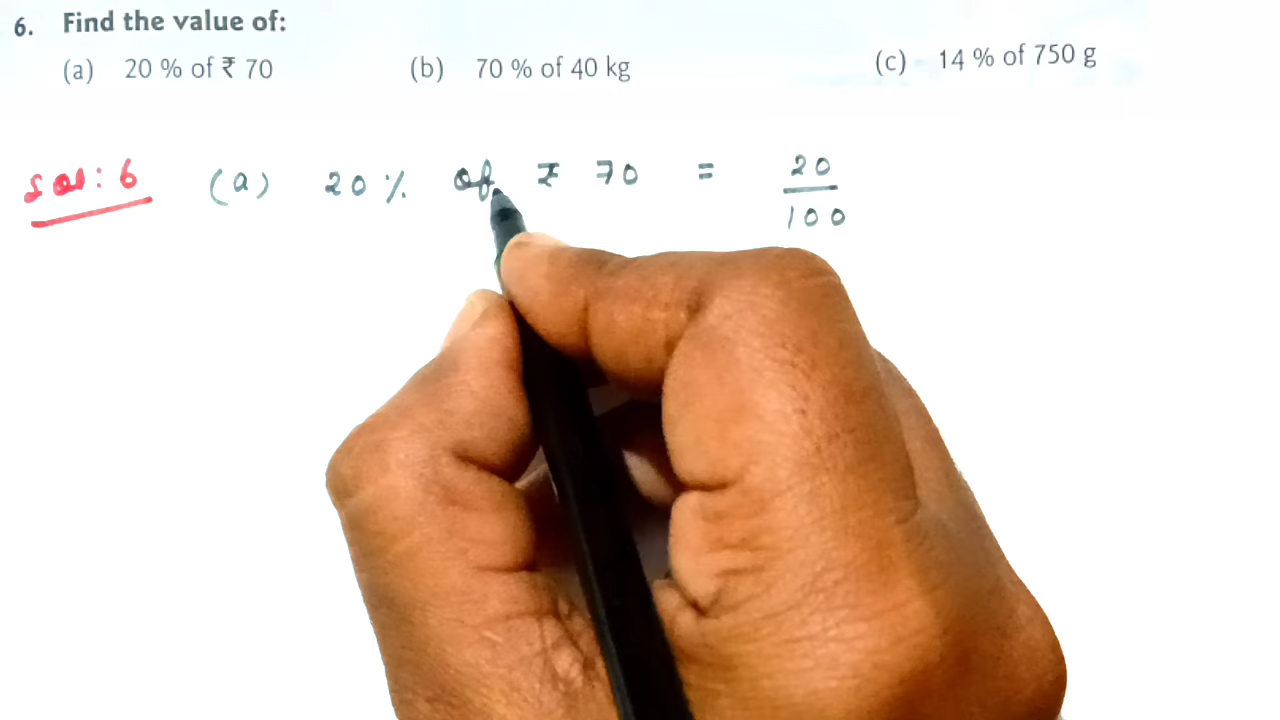 6. Find the value of:
(a) 20 % of ₹ 70 (b) 70 % of 40 kg (c) 14 % of 750 g
Sol: 6 (a) 20 % of ₹ 70 = 20
100